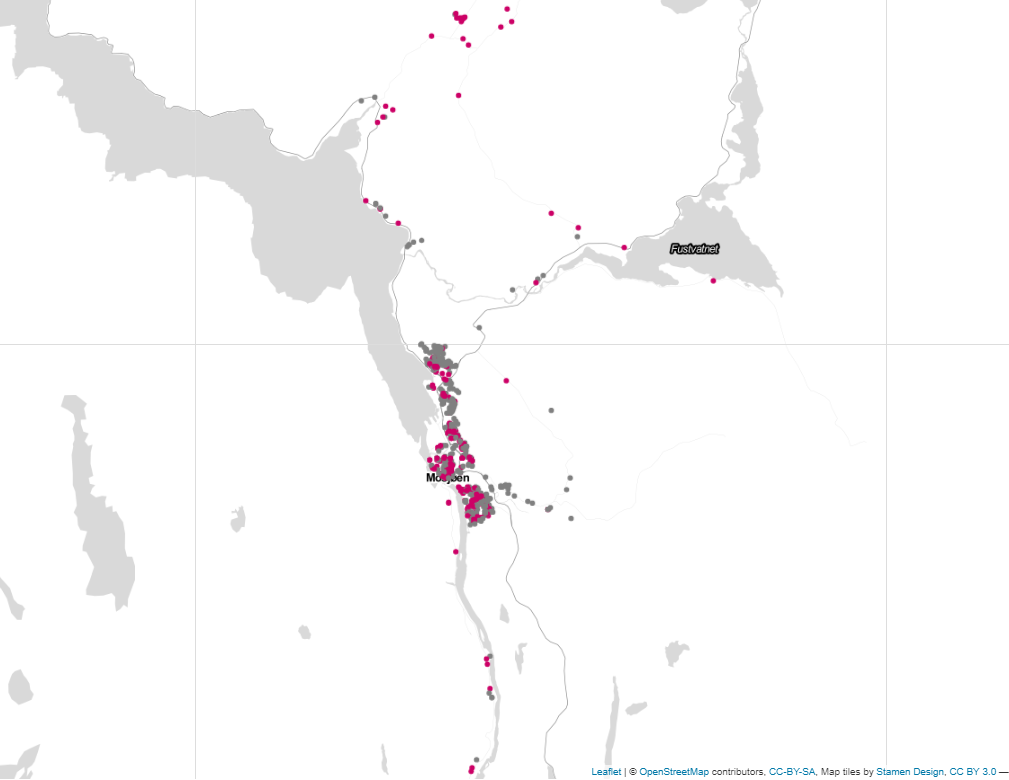 Fustvatnet
Mosjøen
Leaflet | © OpenStreetMap contributors, CC-BY-SA, Map tiles by Stamen Design, CC BY 3.0 —